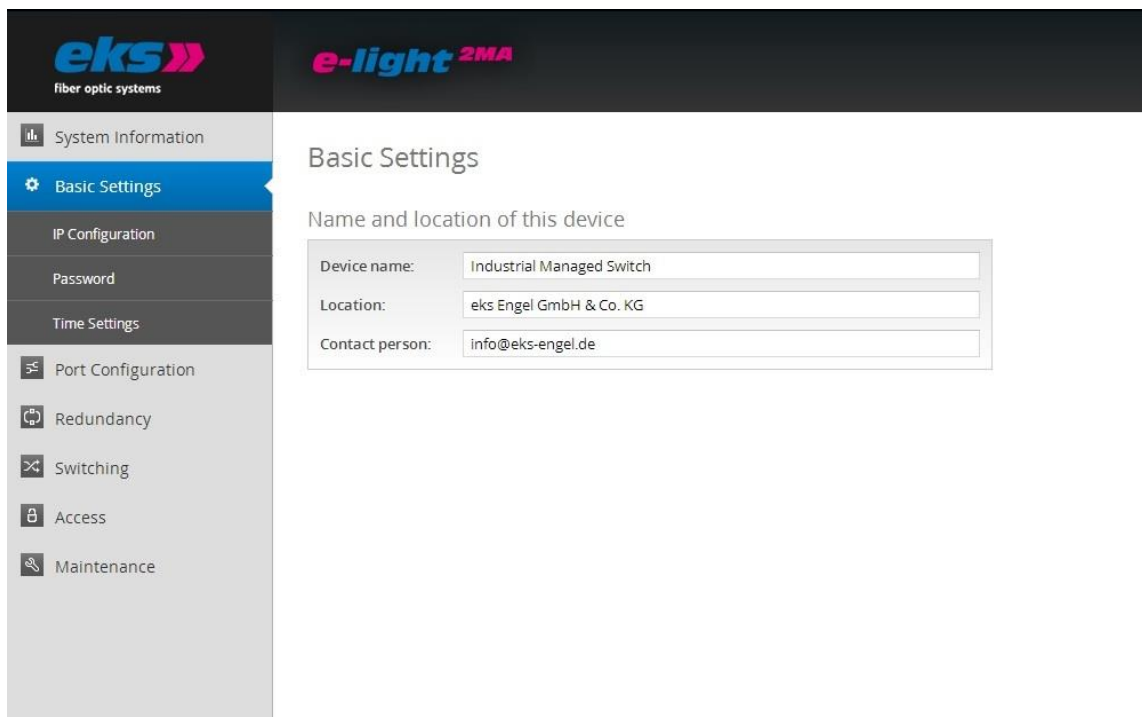 eks
fiber optic systems
e-light 2MA
System Information
Basic Settings
IP Configuration
Password
Time Settings
Port Configuration
Redundancy
Switching
Access
Maintenance
Basic Settings
Name and location of this device
Device name: Industrial Managed Switch
Location: eks Engel GmbH & Co. KG
Contact person: info@eks-engel.de